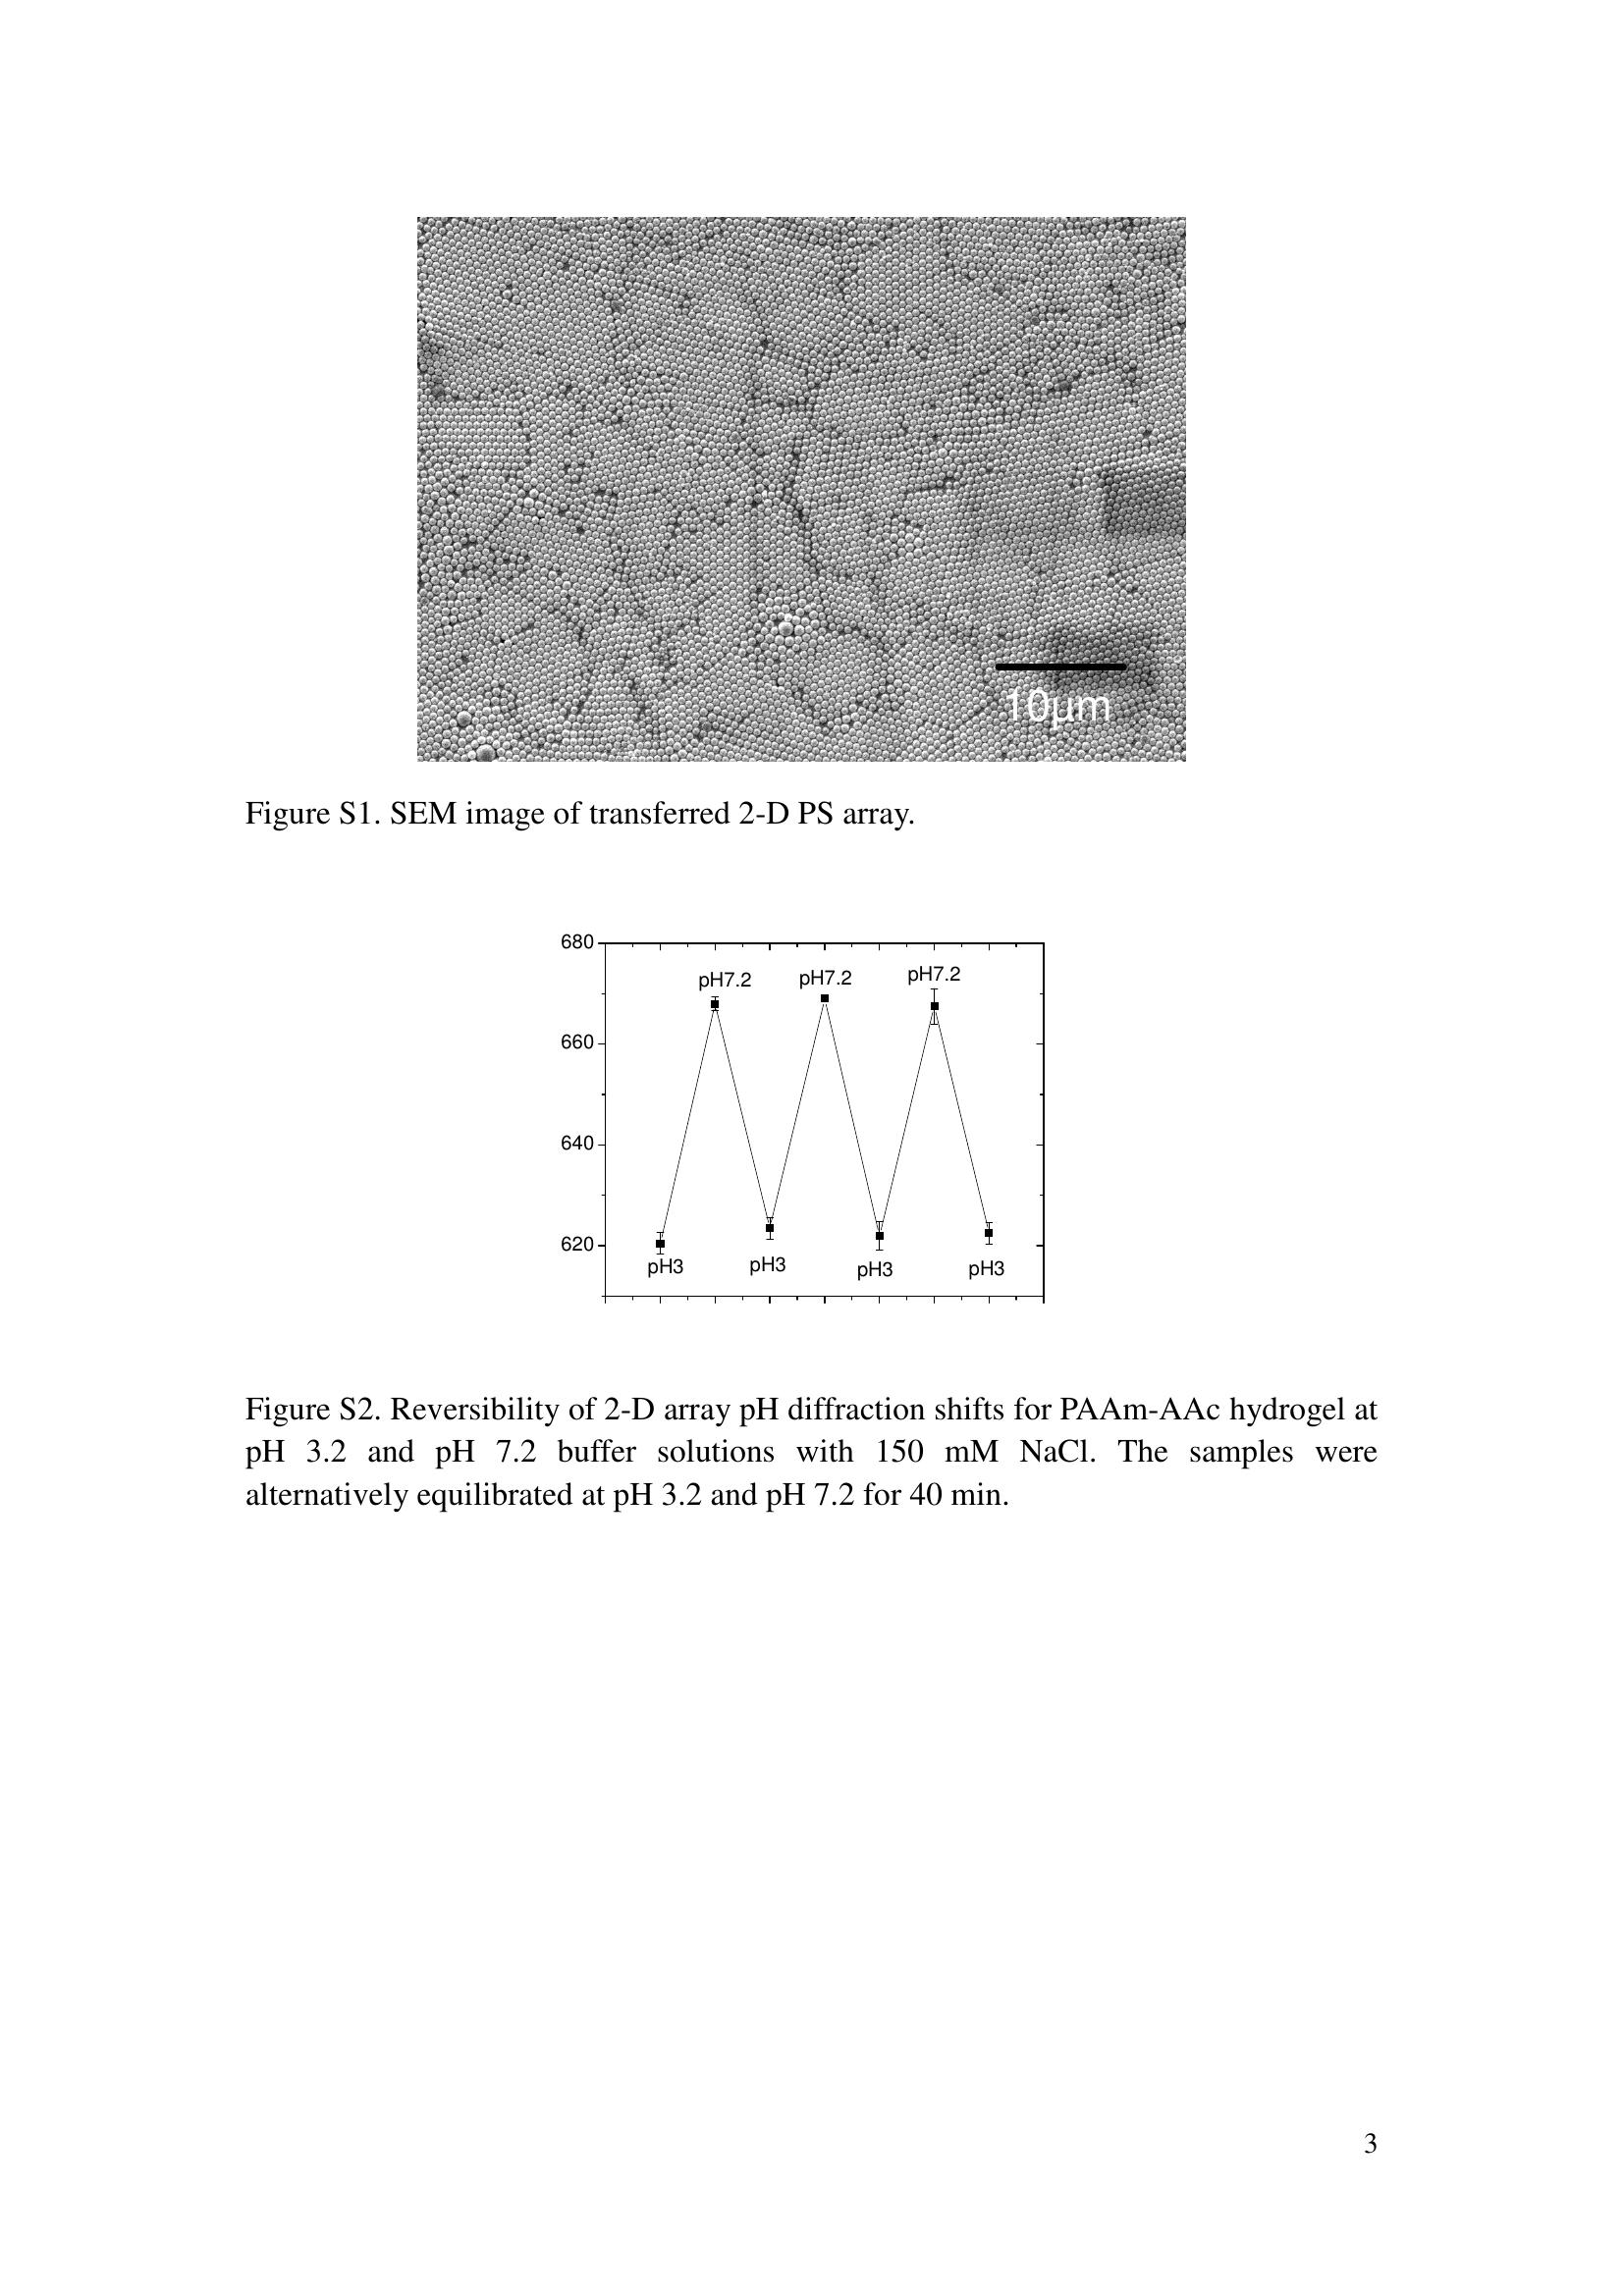 10µm
Figure S1. SEM image of transferred 2-D PS array.
680
pH7.2 pH7.2 pH7.2
660
640
620
pH3 pH3 pH3 pH3
Figure S2. Reversibility of 2-D array pH diffraction shifts for PAAm-AAc hydrogel at
pH 3.2 and pH 7.2 buffer solutions with 150 mM NaCl. The samples were
alternatively equilibrated at pH 3.2 and pH 7.2 for 40 min.
3